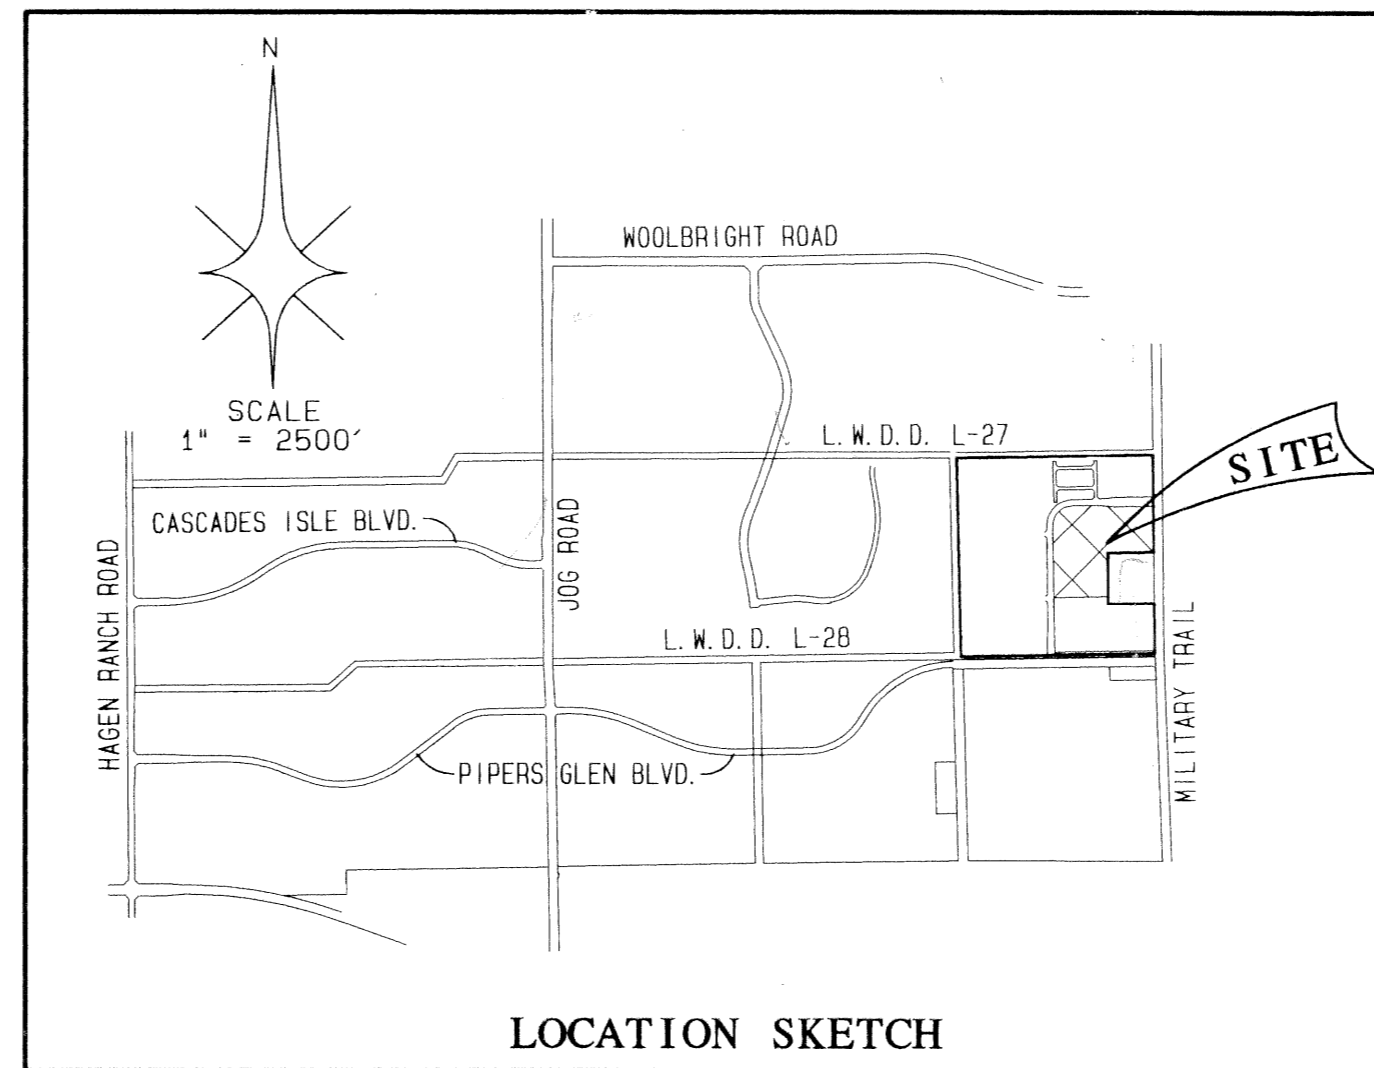 N
SCALE
1" = 2500'
WOOLBRIGHT ROAD
L.W.D.D. L-27
SITE
CASCADES ISLE BLVD.
JOG ROAD
HAGEN RANCH ROAD
L.W.D.D. L-28
MILITARY TRAIL
PIPERS GLEN BLVD.
LOCATION SKETCH